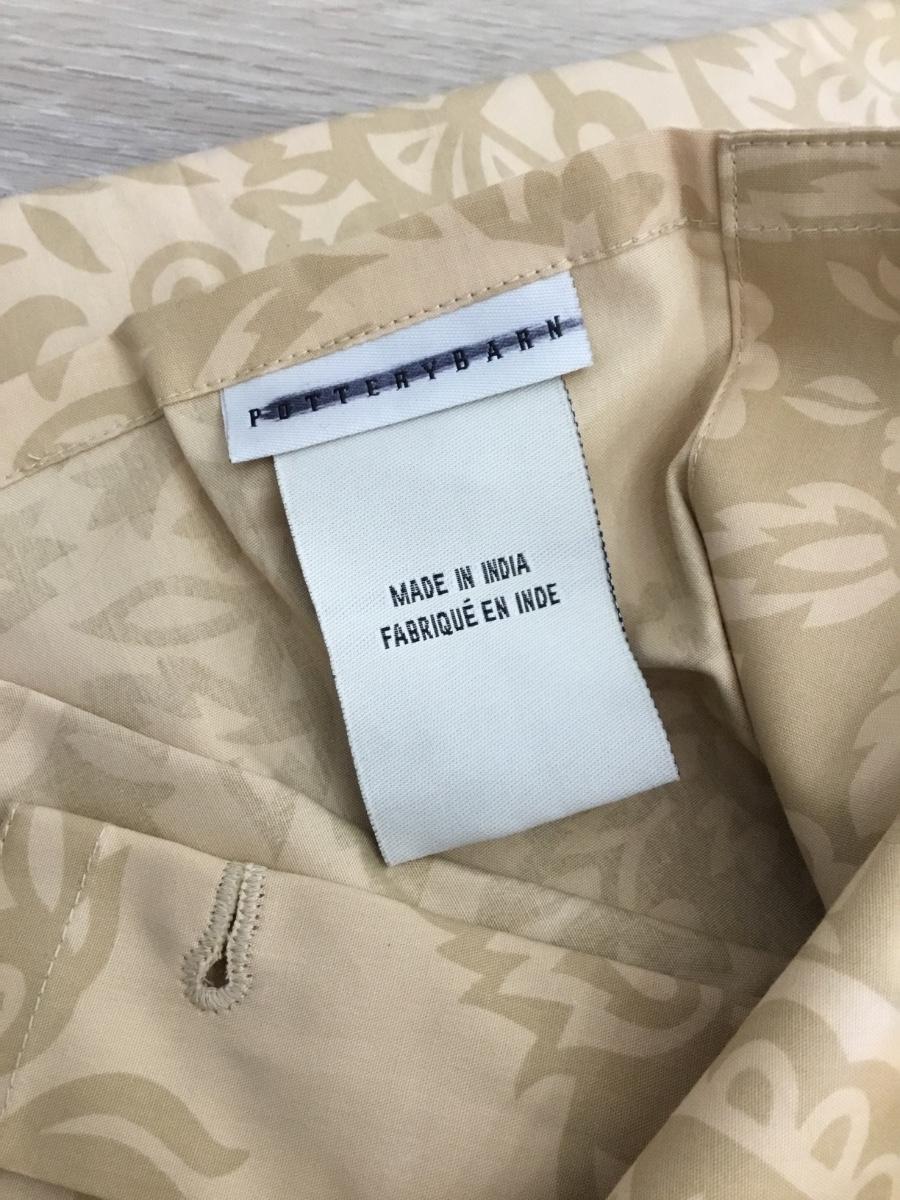 POTTERYBARN
MADE IN INDIA
FABRIQUÉ EN INDE